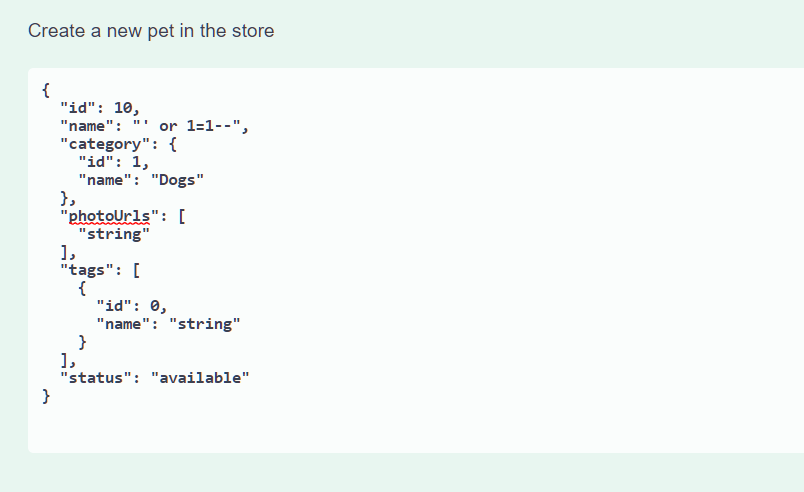 Create a new pet in the store
{
  "id": 10,
  "name": "' or 1=1--",
  "category": {
    "id": 1,
    "name": "Dogs"
  },
  "photoUrls": [
    "string"
  ],
  "tags": [
    {
      "id": 0,
      "name": "string"
    }
  ],
  "status": "available"
}